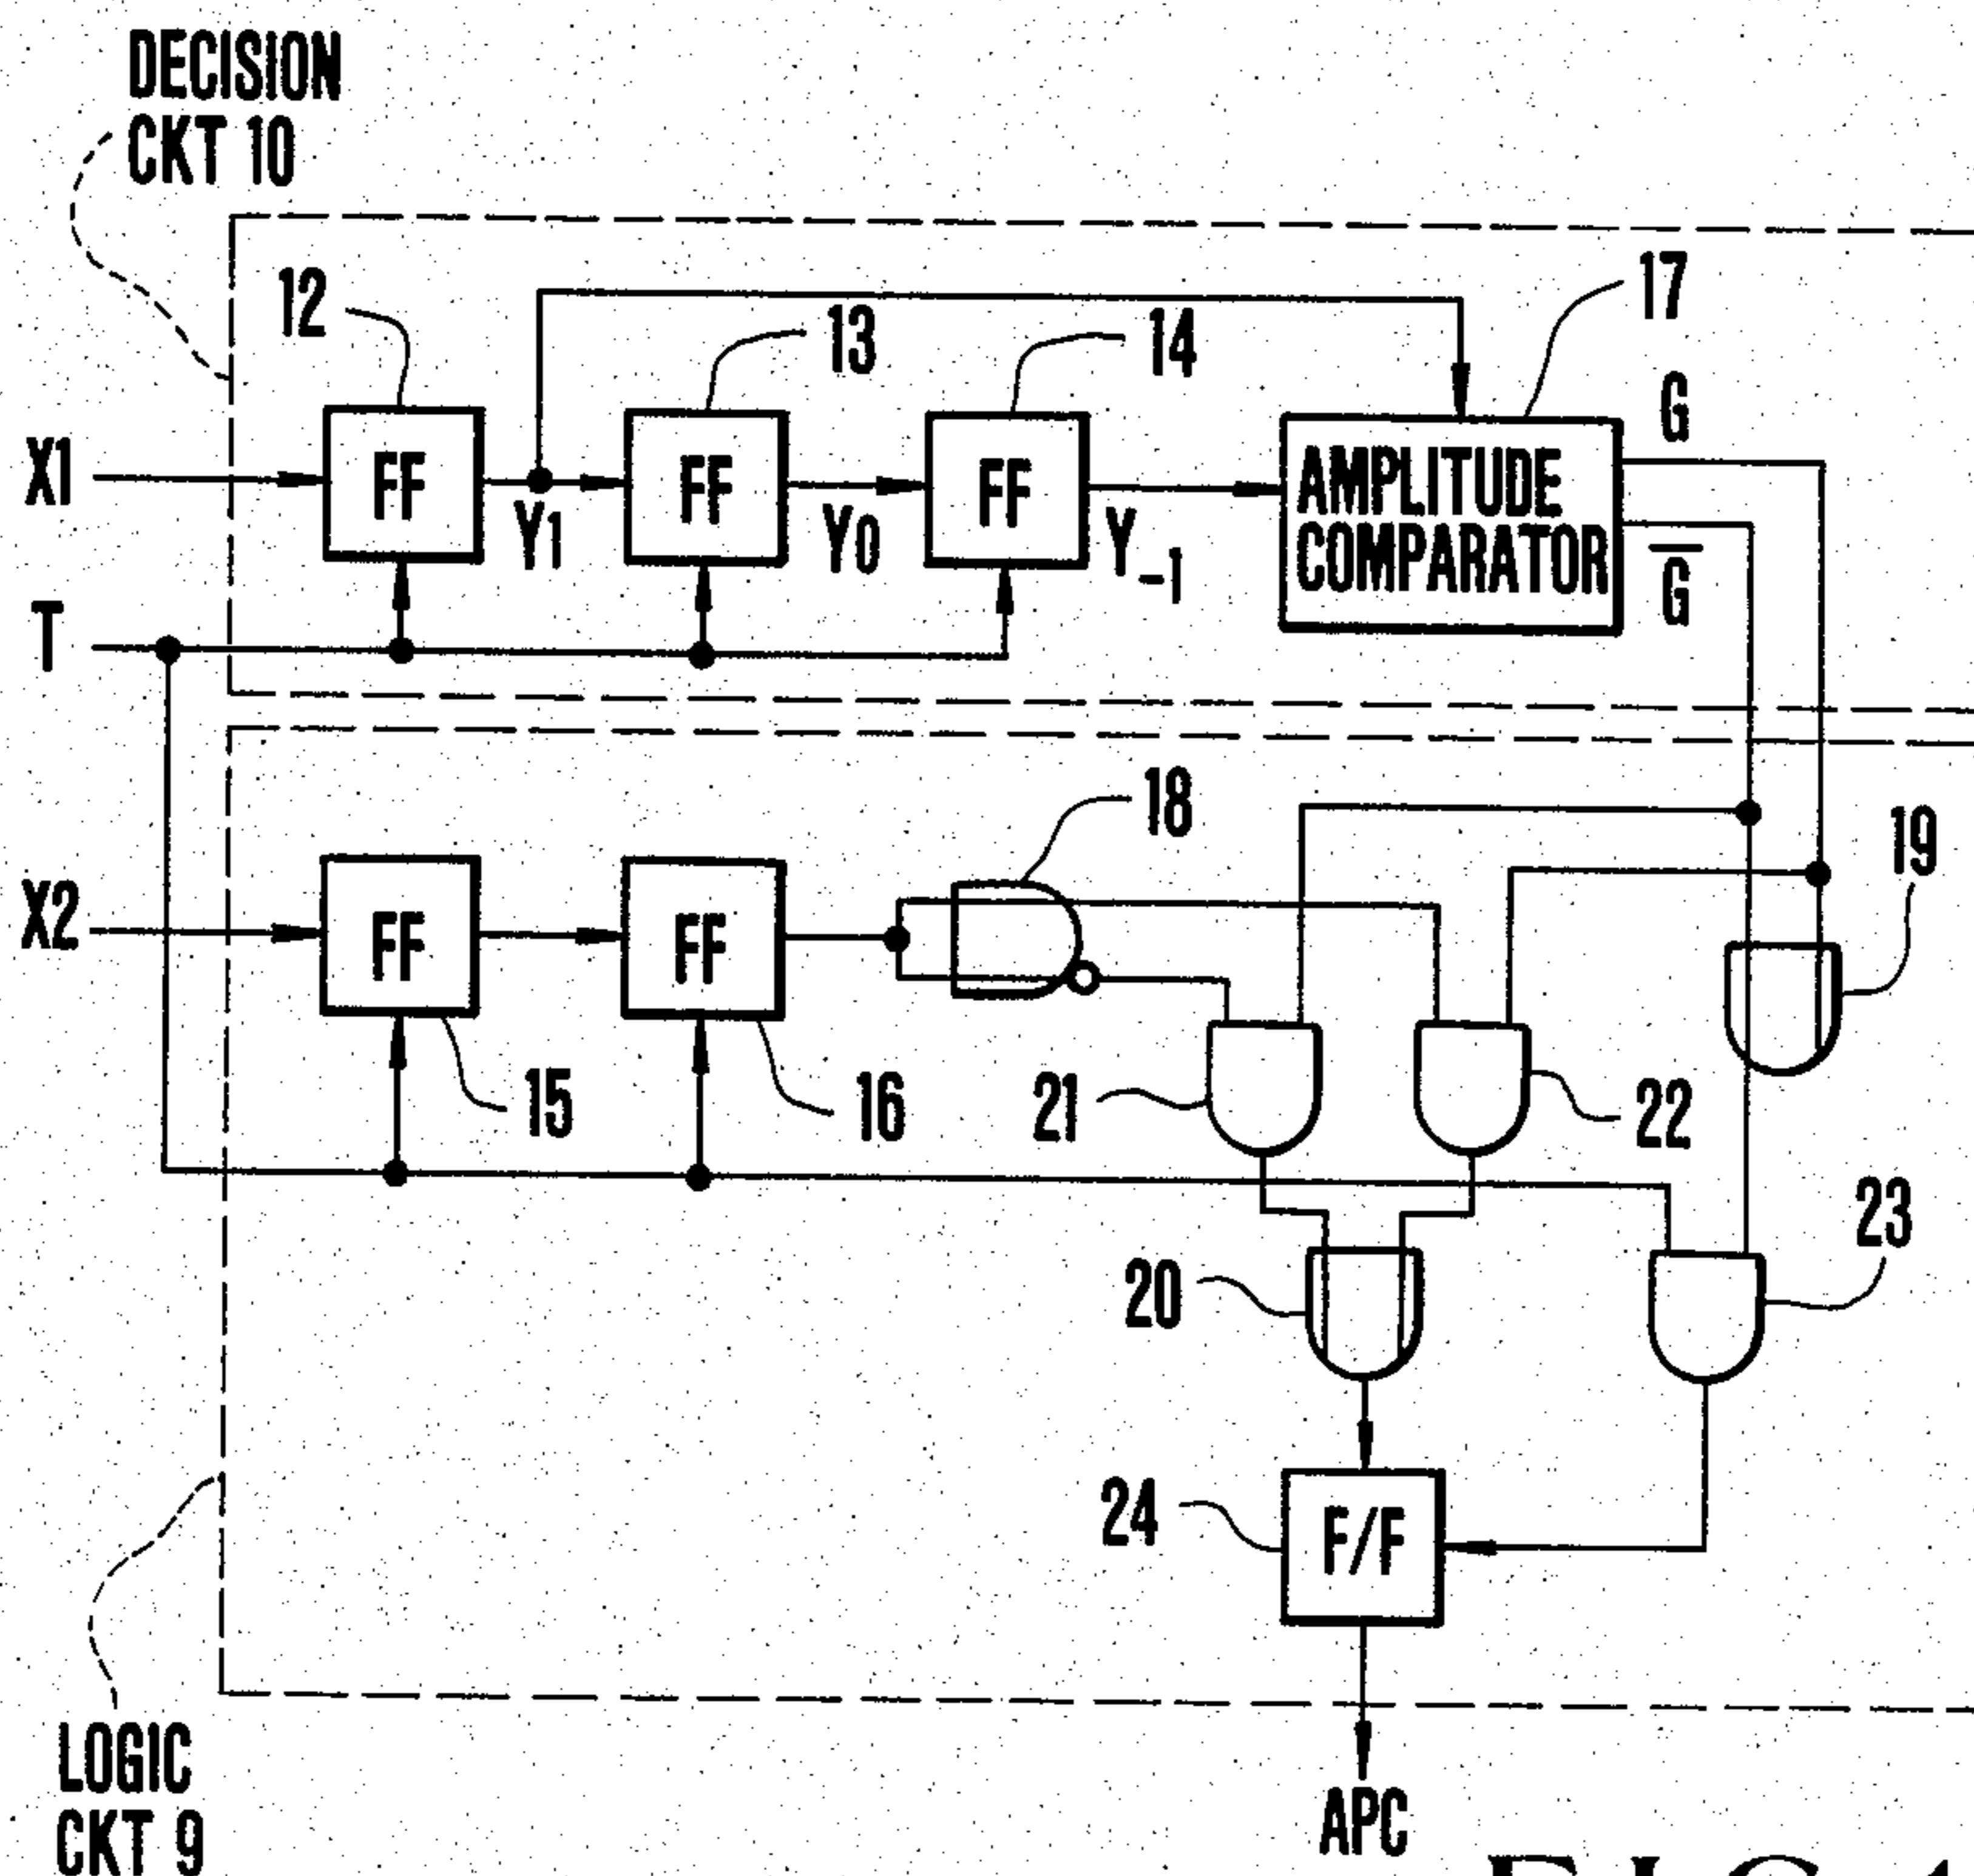 DECISION
CKT 10
12
13
14
17
G
X1
FF
FF
FF
AMPLITUDE
COMPARATOR
Y1
Y0
Y-1
G̅
T
18
19
X2
FF
FF
15
16
21
22
23
20
24
F/F
LOGIC
CKT 9
APC